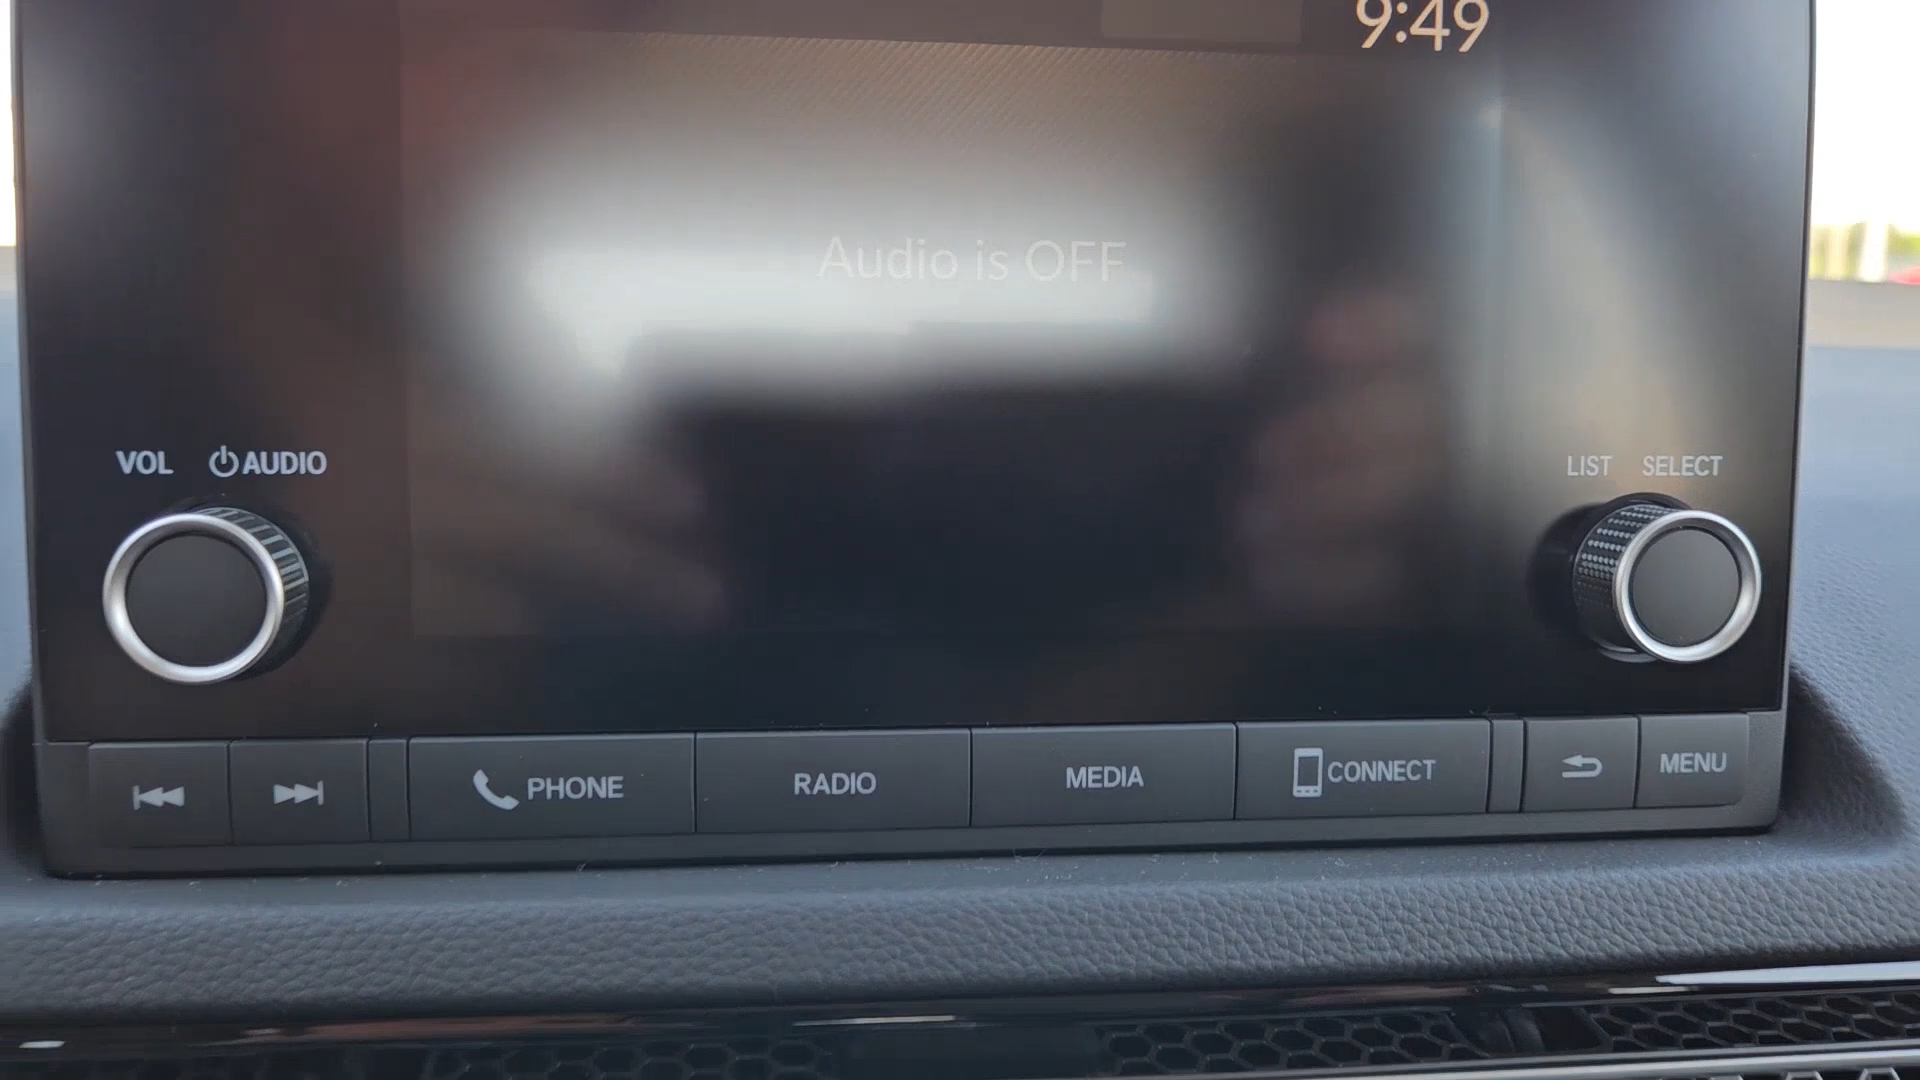 9:49
Audio is OFF
VOL AUDIO
LIST SELECT
PHONE
RADIO
MEDIA
CONNECT
MENU